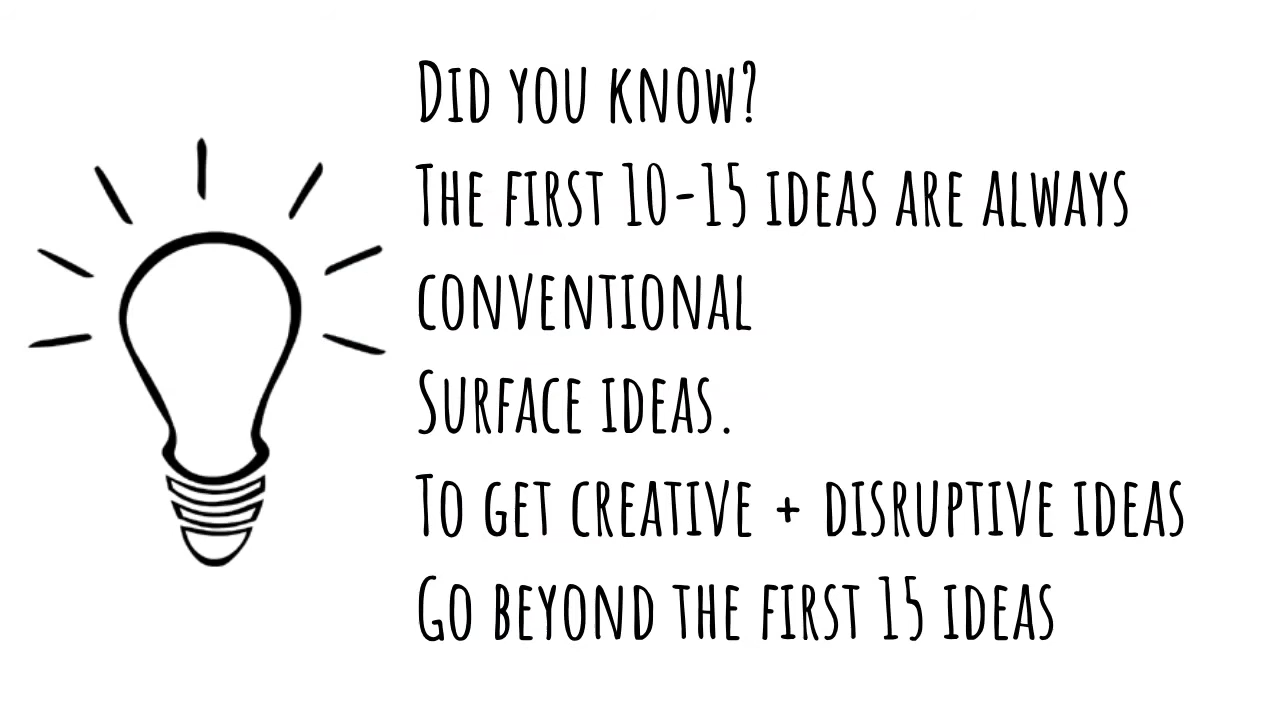 Did you know?
The first 10-15 ideas are always
conventional
Surface ideas.
To get creative + disruptive ideas
Go beyond the first 15 ideas